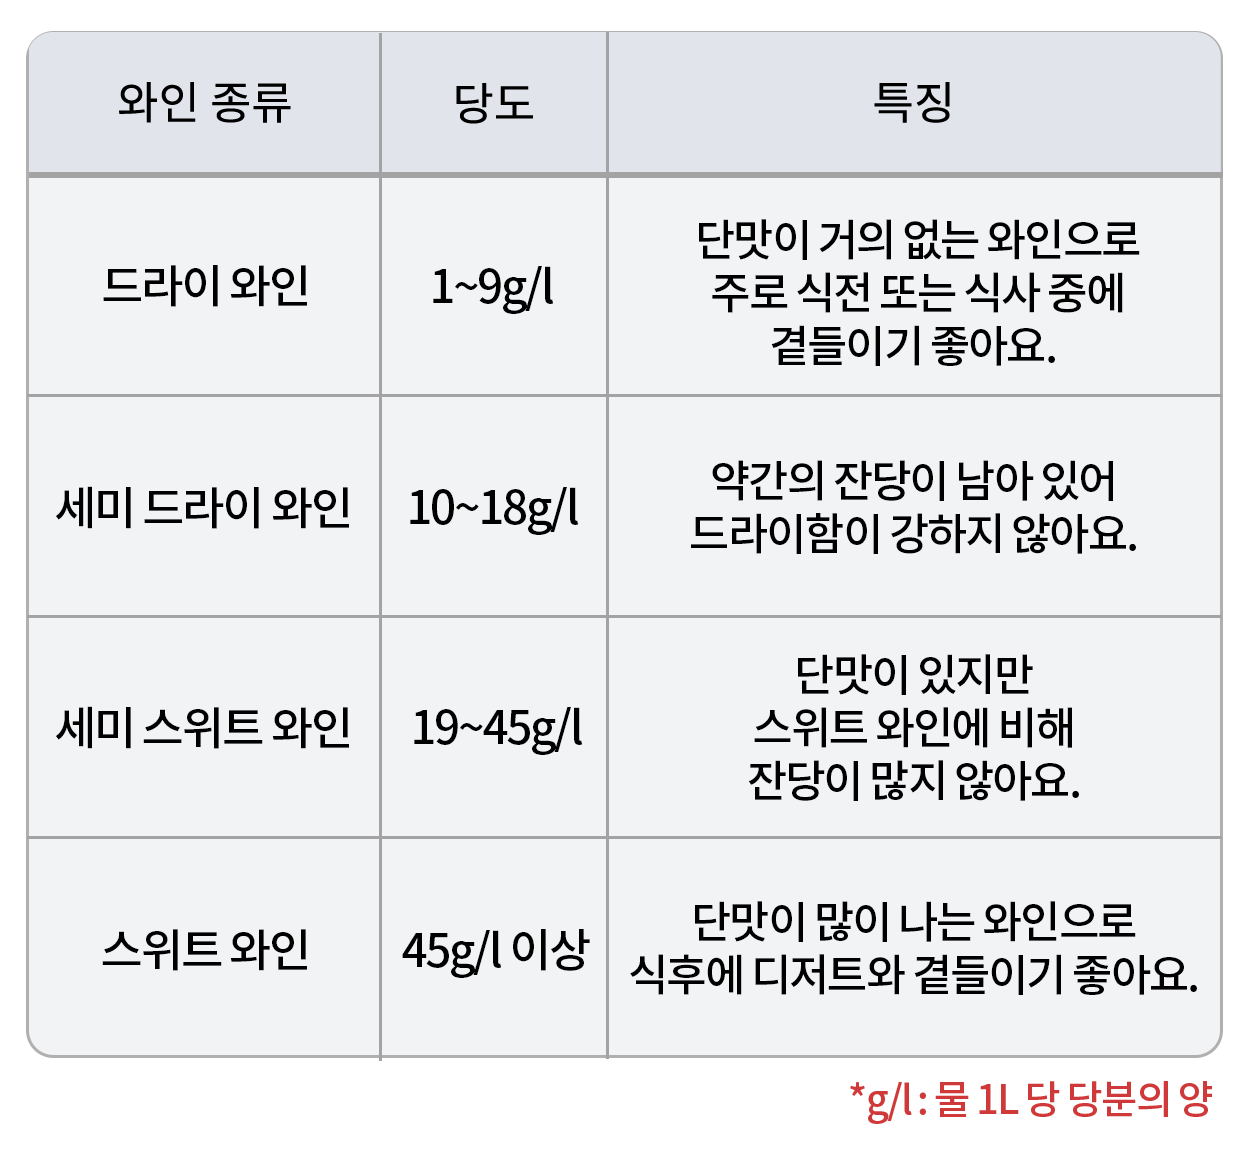 와인 종류 당도 특징
드라이 와인 1~9g/l 단맛이 거의 없는 와인으로
주로 식전 또는 식사 중에
곁들이기 좋아요.
세미 드라이 와인 10~18g/l 약간의 잔당이 남아 있어
드라이함이 강하지 않아요.
세미 스위트 와인 19~45g/l 단맛이 있지만
스위트 와인에 비해
잔당이 많지 않아요.
스위트 와인 45g/l 이상 단맛이 많이 나는 와인으로
식후에 디저트와 곁들이기 좋아요.
*g/l : 물 1L 당 당분의 양